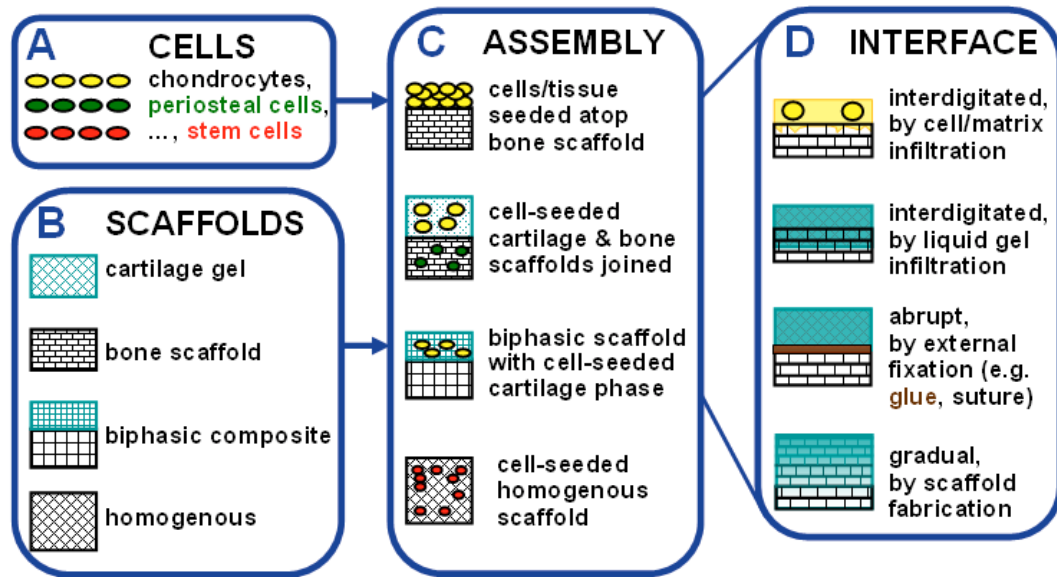 A CELLS
chondrocytes,
periosteal cells,
..., stem cells
B SCAFFOLDS
cartilage gel
bone scaffold
biphasic composite
homogenous
C ASSEMBLY
cells/tissue
seeded atop
bone scaffold
cell-seeded
cartilage & bone
scaffolds joined
biphasic scaffold
with cell-seeded
cartilage phase
cell-seeded
homogenous
scaffold
D INTERFACE
interdigitated,
by cell/matrix
infiltration
interdigitated,
by liquid gel
infiltration
abrupt,
by external
fixation (e.g.
glue, suture)
gradual,
by scaffold
fabrication